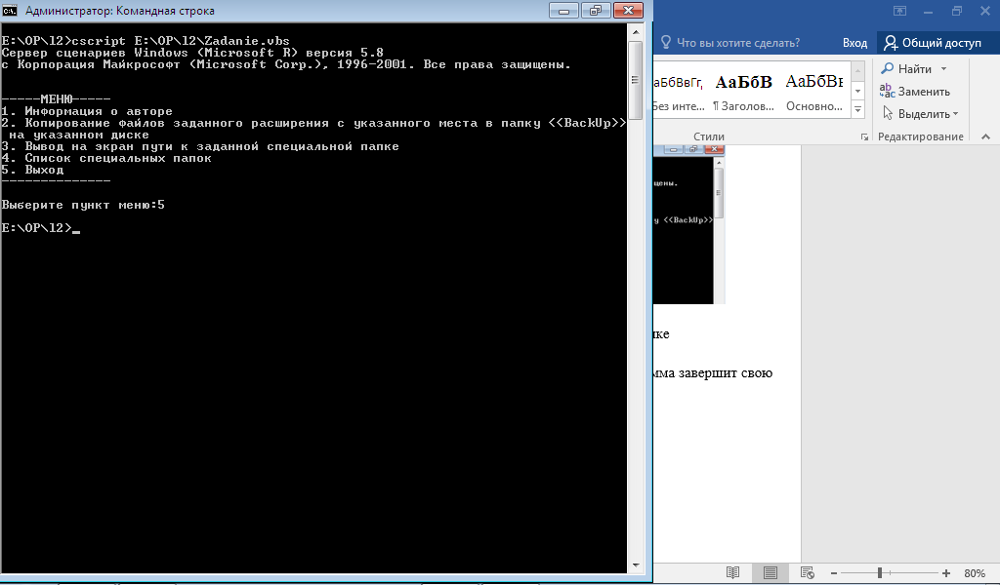 Администратор: Командная строка
E:\OP\l2>cscript E:\OP\l2\Zadanie.vbs
Сервер сценариев Windows (Microsoft R) версия 5.8
с Корпорация Майкрософт (Microsoft Corp.), 1996-2001. Все права защищены.
-----МЕНЮ-----
1. Информация о авторе
2. Копирование файлов заданного расширения с указанного места в папку <<BackUp>>
на указанном диске
3. Вывод на экран пути к заданной специальной папке
4. Список специальных папок
5. Выход
--------------
Выберите пункт меню:5
E:\OP\l2>_
Что вы хотите сделать?
Вход
Общий доступ
аБбВвГг,
АаБбВ
АаБбВв
Без инте...
¶ Заголов...
Основно...
Стили
Найти
Заменить
Выделить
Редактирование
щены.
у <<BackUp>>
ке
мма завершит свою
80%